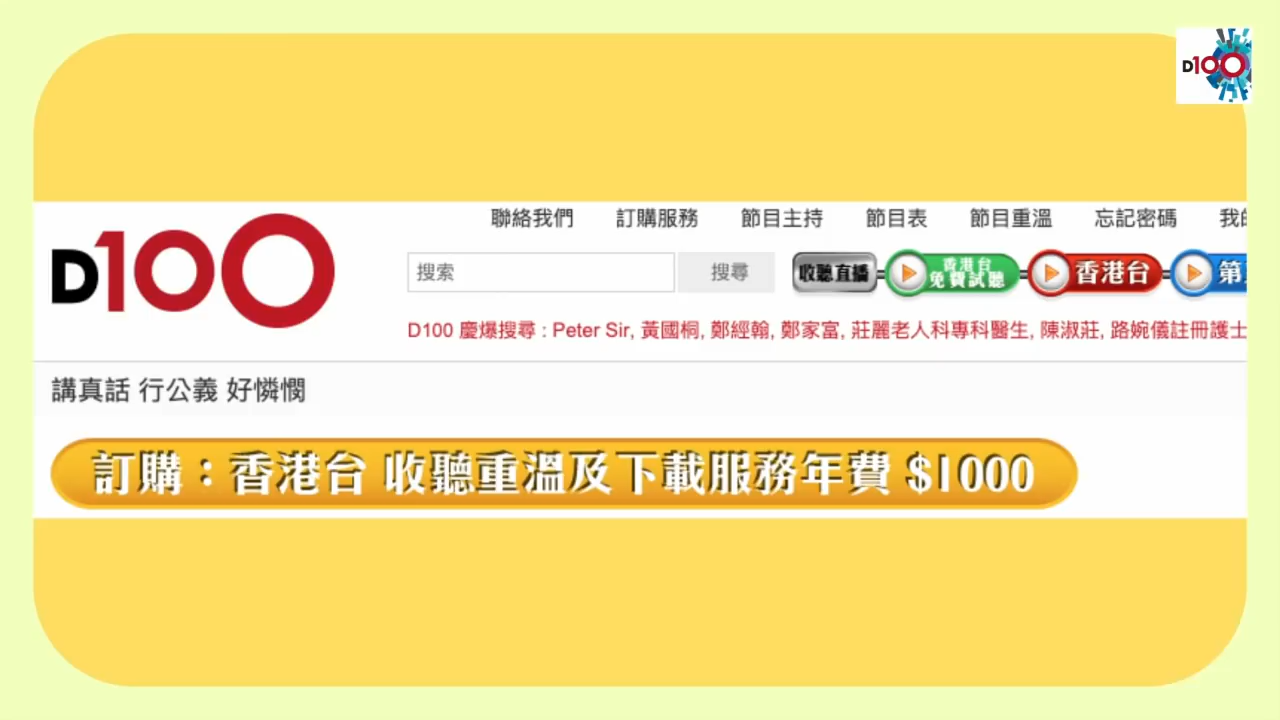 D100
D100
聯絡我們 訂購服務 節目主持 節目表 節目重溫 忘記密碼 我的
搜索 搜尋 收聽直播 香港台 免費試聽 香港台 第
D100 慶爆搜尋 : Peter Sir, 黃國桐, 鄭經翰, 鄭家富, 莊麗老人科專科醫生, 陳淑莊, 路婉儀註冊護士
講真話 行公義 好憐憫
訂購：香港台 收聽重溫及下載服務年費 $1000